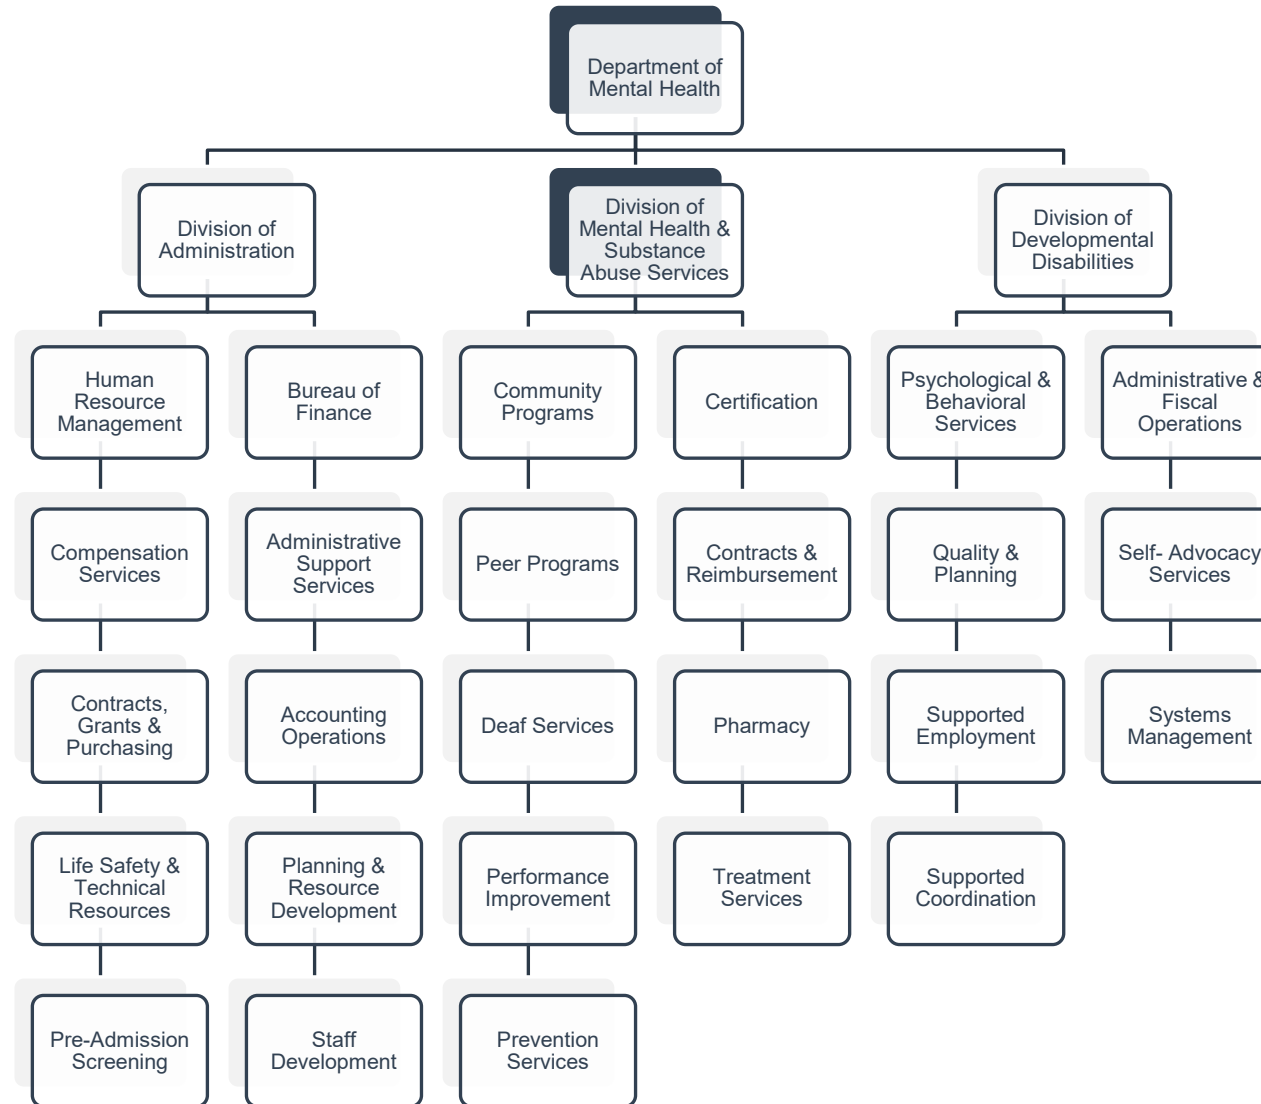 Department of
Mental Health
Division of
Administration
Division of
Mental Health &
Substance
Abuse Services
Division of
Developmental
Disabilities
Human
Resource
Management
Bureau of
Finance
Community
Programs
Certification
Psychological &
Behavioral
Services
Administrative &
Fiscal
Operations
Compensation
Services
Administrative
Support
Services
Peer Programs
Contracts &
Reimbursement
Quality &
Planning
Self- Advocacy
Services
Contracts,
Grants &
Purchasing
Accounting
Operations
Deaf Services
Pharmacy
Supported
Employment
Systems
Management
Life Safety &
Technical
Resources
Planning &
Resource
Development
Performance
Improvement
Treatment
Services
Supported
Coordination
Pre-Admission
Screening
Staff
Development
Prevention
Services